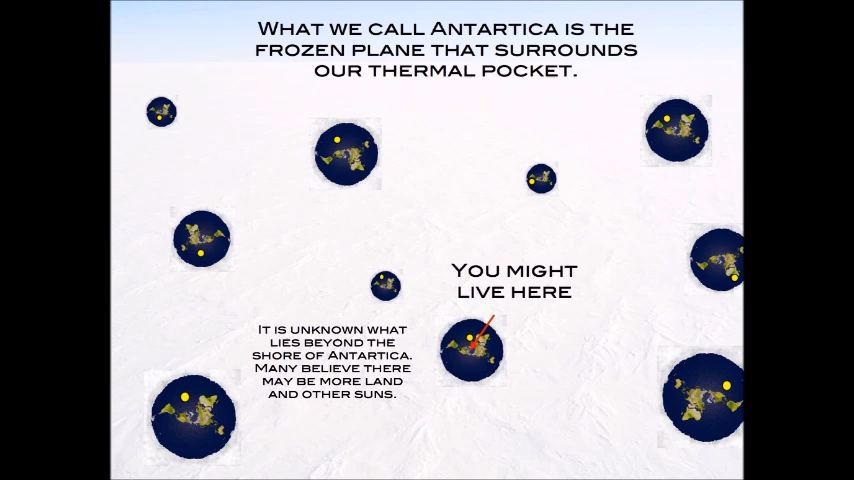 What we call Antartica is the
frozen plane that surrounds
our thermal pocket.
You might
live here
It is unknown what
lies beyond the
shore of Antartica.
Many believe there
may be more land
and other suns.